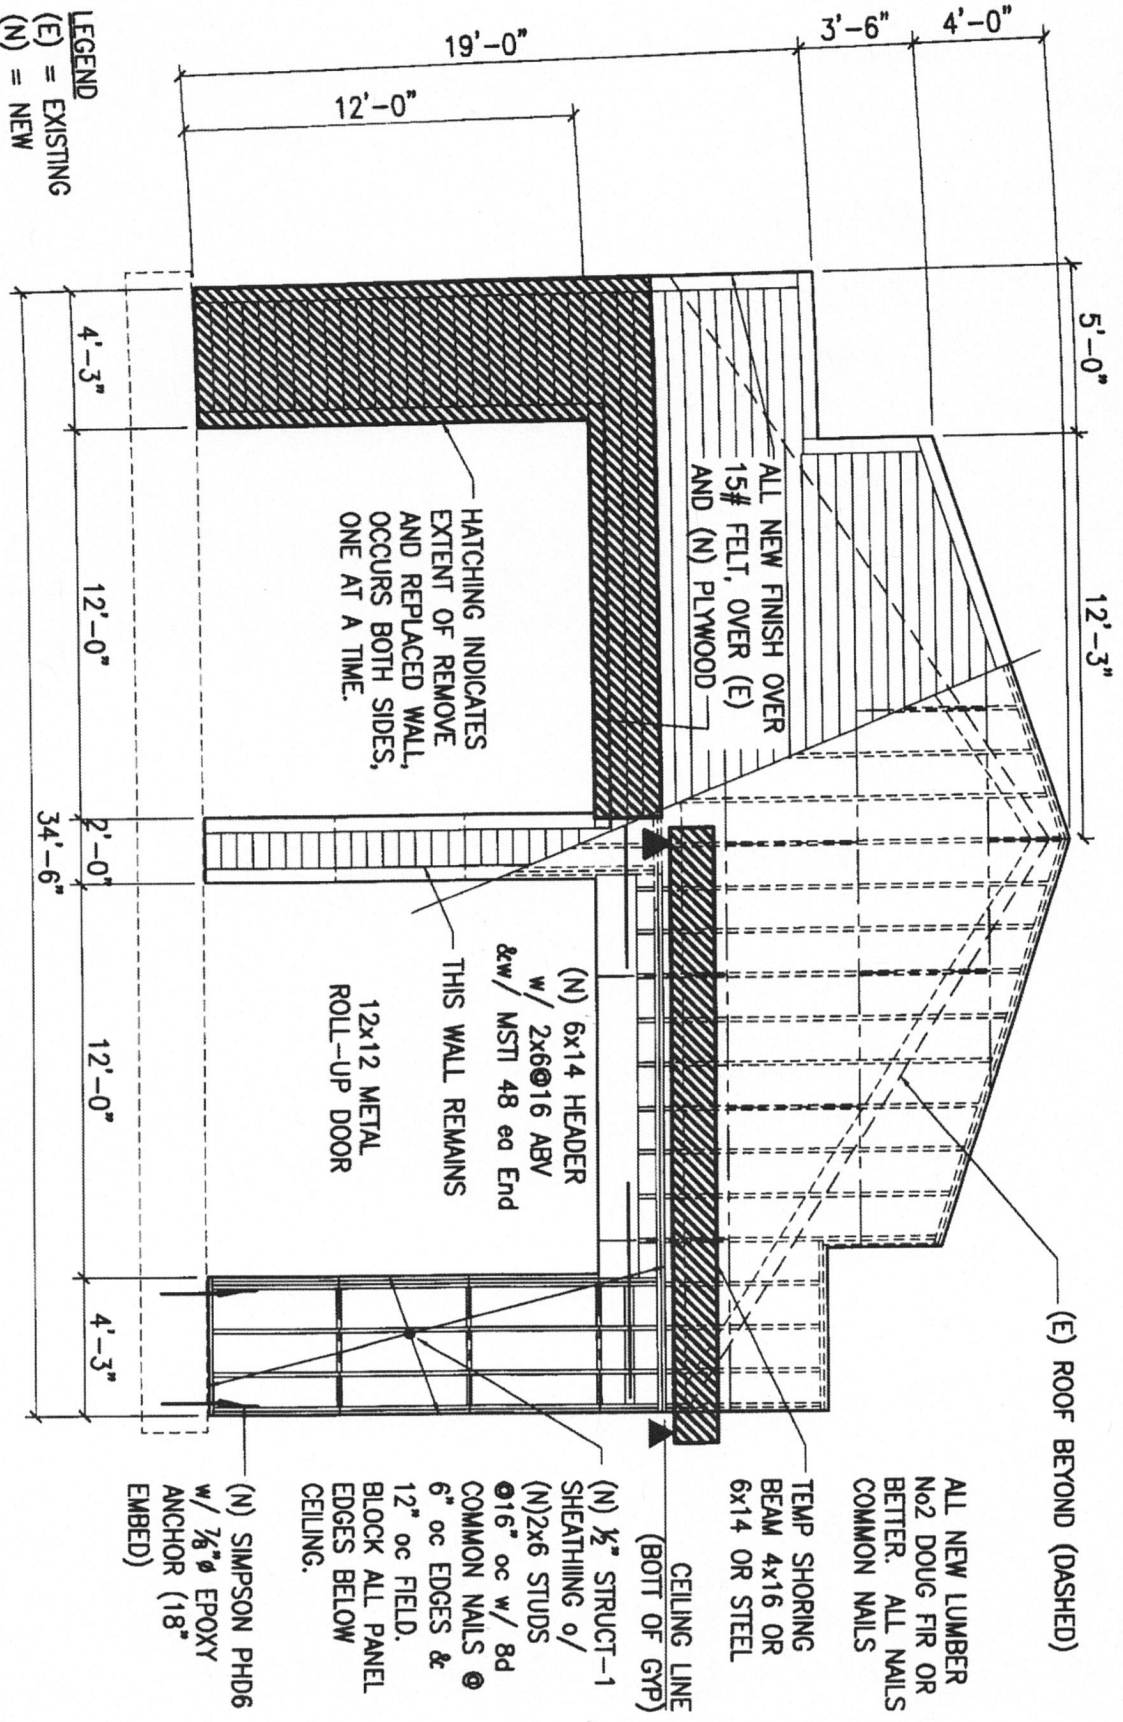 5'-0"
12'-3"
4'-0"
3'-6"
19'-0"
12'-0"
(E) ROOF BEYOND (DASHED)
ALL NEW LUMBER
No2 DOUG FIR OR
BETTER. ALL NAILS
COMMON NAILS
TEMP SHORING
BEAM 4x16 OR
6x14 OR STEEL
CEILING LINE
(BOTT OF GYP)
ALL NEW FINISH OVER
15# FELT, OVER (E)
AND (N) PLYWOOD
HATCHING INDICATES
EXTENT OF REMOVE
AND REPLACED WALL,
OCCURS BOTH SIDES,
ONE AT A TIME.
(N) 6x14 HEADER
w/ 2x6@16 ABV
&w/ MSTI 48 ea End
THIS WALL REMAINS
12x12 METAL
ROLL-UP DOOR
(N) ½" STRUCT-1
SHEATHIING o/
(N)2x6 STUDS
@16" oc w/ 8d
COMMON NAILS @
6" oc EDGES &
12" oc FIELD.
BLOCK ALL PANEL
EDGES BELOW
CEILING.
(N) SIMPSON PHD6
w/ ⅞"ø EPOXY
ANCHOR (18"
EMBED)
4'-3"
12'-0"
2'-0"
12'-0"
4'-3"
34'-6"
LEGEND
(E) = EXISTING
(N) = NEW